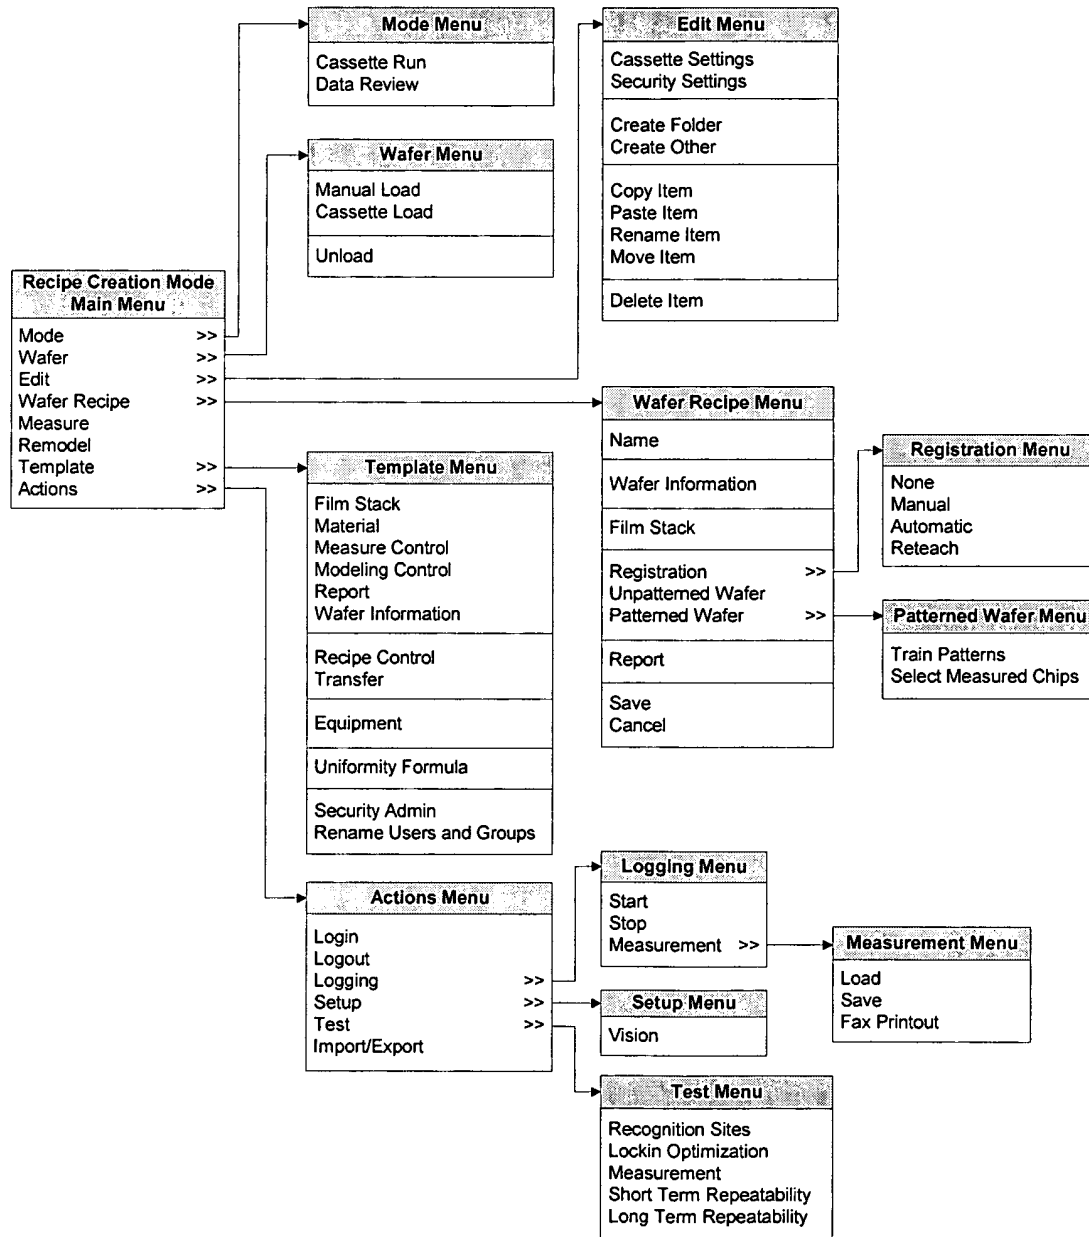 Mode Menu
Cassette Run
Data Review
Edit Menu
Cassette Settings
Security Settings
Create Folder
Create Other
Copy Item
Paste Item
Rename Item
Move Item
Delete Item
Wafer Menu
Manual Load
Cassette Load
Unload
Recipe Creation Mode
Main Menu
Mode >>
Wafer >>
Edit >>
Wafer Recipe >>
Measure
Remodel
Template >>
Actions >>
Wafer Recipe Menu
Name
Wafer Information
Film Stack
Registration >>
Unpatterned Wafer
Patterned Wafer >>
Report
Save
Cancel
Registration Menu
None
Manual
Automatic
Reteach
Patterned Wafer Menu
Train Patterns
Select Measured Chips
Template Menu
Film Stack
Material
Measure Control
Modeling Control
Report
Wafer Information
Recipe Control
Transfer
Equipment
Uniformity Formula
Security Admin
Rename Users and Groups
Actions Menu
Login
Logout
Logging >>
Setup >>
Test >>
Import/Export
Logging Menu
Start
Stop
Measurement >>
Measurement Menu
Load
Save
Fax Printout
Setup Menu
Vision
Test Menu
Recognition Sites
Lockin Optimization
Measurement
Short Term Repeatability
Long Term Repeatability